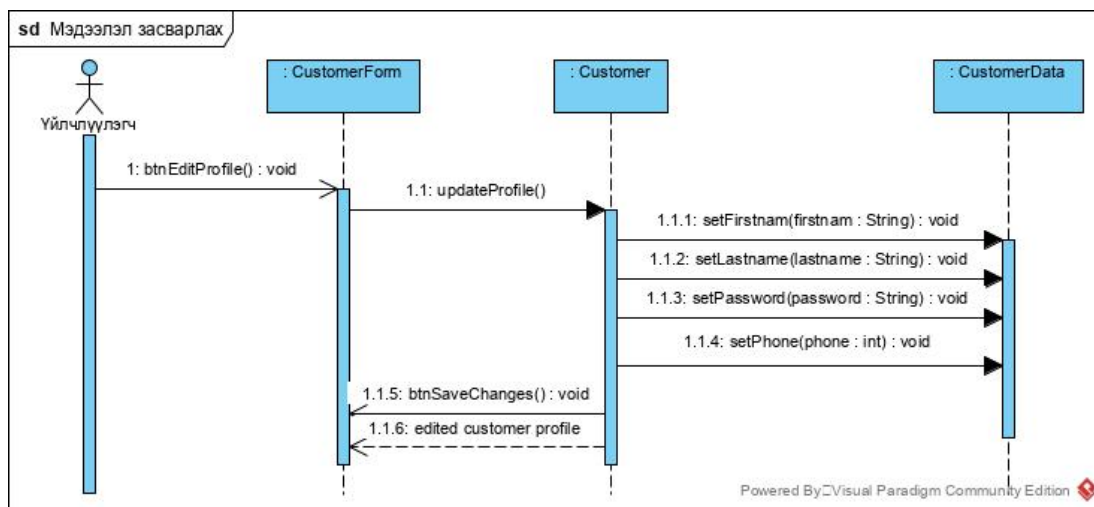 sd Мэдээлэл засварлах
: CustomerForm
: Customer
: CustomerData
Үйлчлүүлэгч
1: btnEditProfile() : void
1.1: updateProfile()
1.1.1: setFirstnam(firstnam : String) : void
1.1.2: setLastname(lastname : String) : void
1.1.3: setPassword(password : String) : void
1.1.4: setPhone(phone : int) : void
1.1.5: btnSaveChanges() : void
1.1.6: edited customer profile
Powered By Visual Paradigm Community Edition